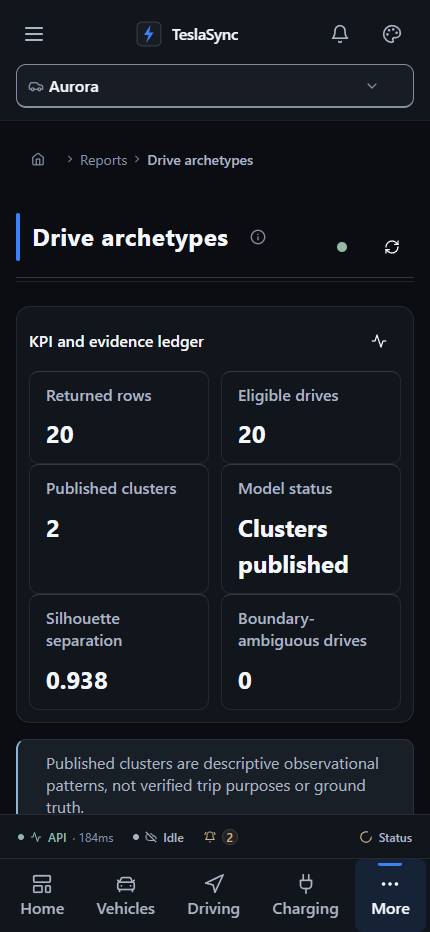 TeslaSync
Aurora
Reports
Drive archetypes
Drive archetypes
KPI and evidence ledger
Returned rows
20
Eligible drives
20
Published clusters
2
Model status
Clusters
published
Silhouette
separation
0.938
Boundary-
ambiguous drives
0
Published clusters are descriptive observational
patterns, not verified trip purposes or ground
truth.
API · 184ms
Idle
2
Status
Home
Vehicles
Driving
Charging
More